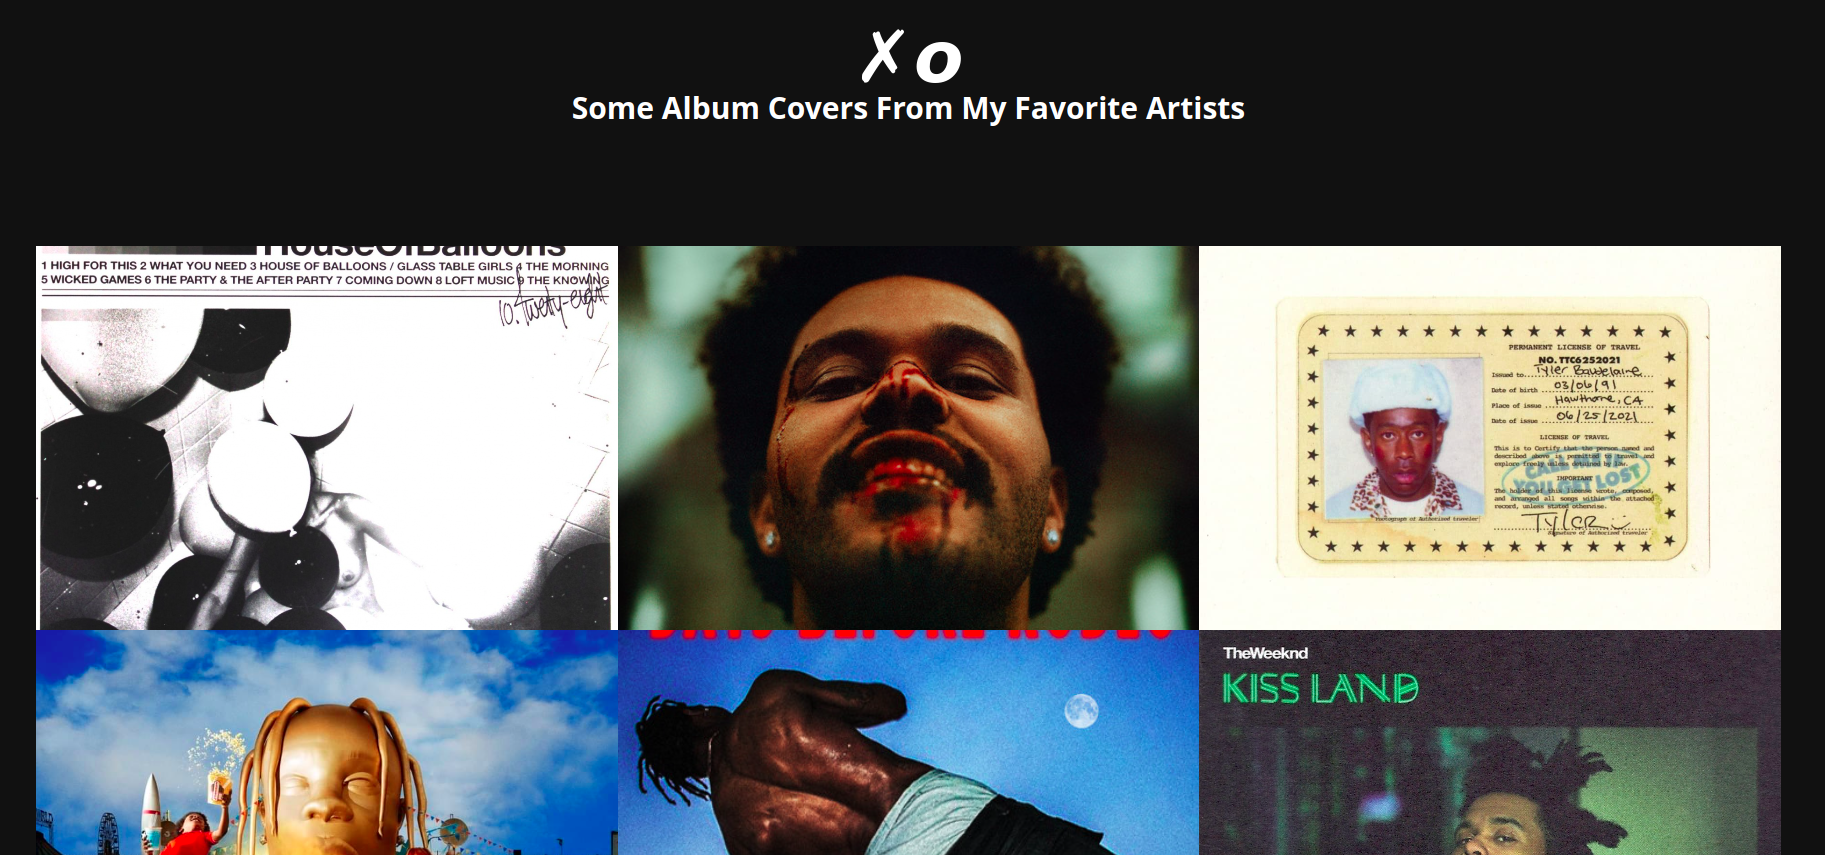 Xo
Some Album Covers From My Favorite Artists
HouseOfBalloons
1 HIGH FOR THIS 2 WHAT YOU NEED 3 HOUSE OF BALLOONS / GLASS TABLE GIRLS 4 THE MORNING
5 WICKED GAMES 6 THE PARTY & THE AFTER PARTY 7 COMING DOWN 8 LOFT MUSIC 9 THE KNOWING
10. Twenty-eight
PERMANENT LICENSE OF TRAVEL
NO. TTC6252021
Issued to Tyler Baudelaire
Date of birth 03/06/91
Place of issue Hawthorne, CA
Date of issue 06/25/2021
LICENSE OF TRAVEL
This is to Certify that the person named and
described above is permitted to travel and
explore freely unless detained by law.
IMPORTANT
The holder of this license wrote, composed,
and arranged all songs within the attached
record, unless stated otherwise.
CALL ME IF
YOU GET LOST
TYLER
Photograph of Authorized traveler
Signature of Authorized traveler
DAYS BEFORE RODEO
TheWeeknd
KISS LAND